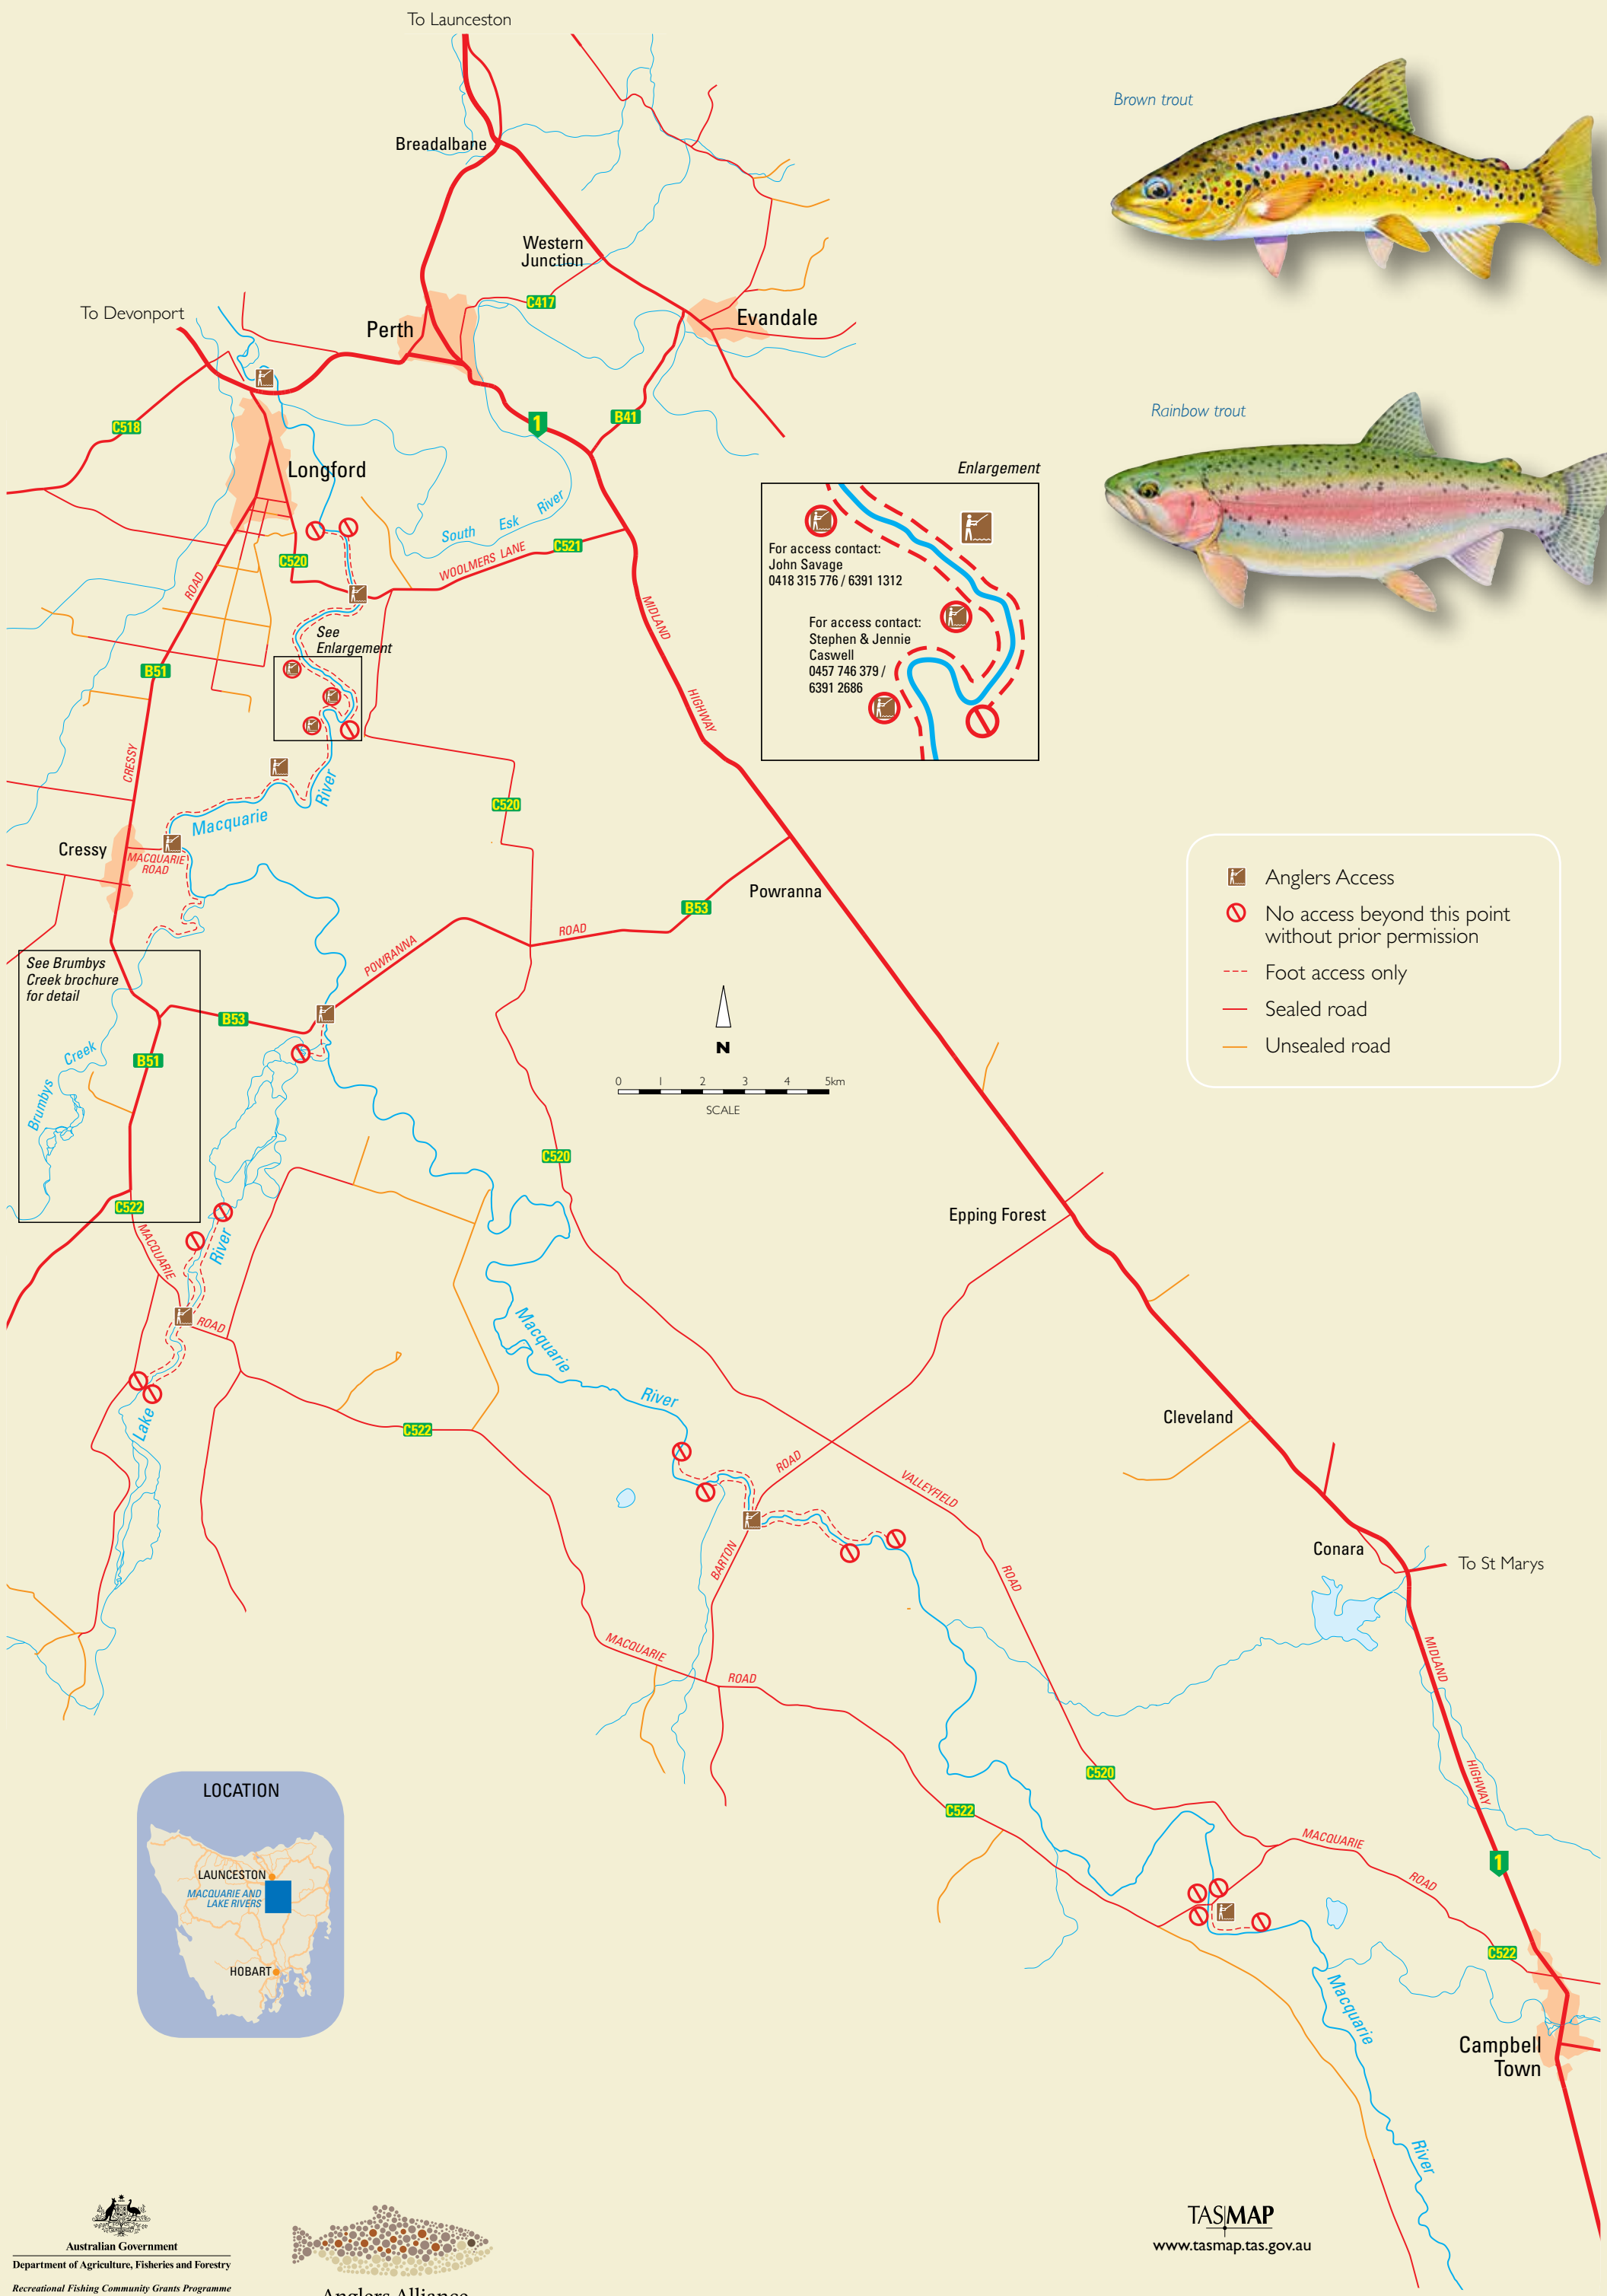 To Launceston
Brown trout
Breadalbane
Western
Junction
C417
To Devonport
Perth
Evandale
Rainbow trout
C518
1
B41
Longford
Enlargement
South Esk River
C520
WOOLMERS LANE
C521
For access contact:
John Savage
0418 315 776 / 6391 1312
For access contact:
Stephen & Jennie
Caswell
0457 746 379 /
6391 2686
ROAD
MIDLAND
See
Enlargement
B51
HIGHWAY
CRESSY
River
C520
Macquarie
Cressy
MACQUARIE
ROAD
Powranna
B53
ROAD
POWRANNA
Anglers Access
No access beyond this point
without prior permission
Foot access only
Sealed road
Unsealed road
See Brumbys
Creek brochure
for detail
B53
N
Creek
B51
Brumbys
0 1 2 3 4 5km
SCALE
C520
C522
Epping Forest
MACQUARIE
River
ROAD
Macquarie
River
Lake
Cleveland
C522
ROAD
VALLEYFIELD
BARTON
ROAD
Conara
To St Marys
MACQUARIE
ROAD
MIDLAND
C520
HIGHWAY
C522
MACQUARIE
ROAD
1
LOCATION
LAUNCESTON
MACQUARIE AND
LAKE RIVERS
HOBART
C522
Macquarie
Campbell
Town
River
Australian Government
Department of Agriculture, Fisheries and Forestry
Recreational Fishing Community Grants Programme
Anglers Alliance
TASMAP
www.tasmap.tas.gov.au